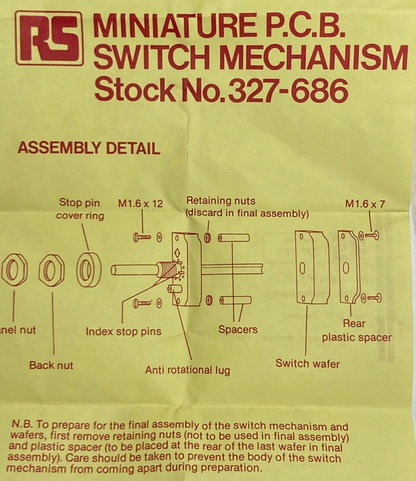 RS
MINIATURE P.C.B.
SWITCH MECHANISM
Stock No. 327-686
ASSEMBLY DETAIL
Stop pin
cover ring
M1.6 x 12
Retaining nuts
(discard in final assembly)
M1.6 x 7
nel nut
Index stop pins
Spacers
Rear
plastic spacer
Back nut
Anti rotational lug
Switch wafer
N.B. To prepare for the final assembly of the switch mechanism and
wafers, first remove retaining nuts (not to be used in final assembly)
and plastic spacer (to be placed at the rear of the last wafer in final
assembly). Care should be taken to prevent the body of the switch
mechanism from coming apart during preparation.